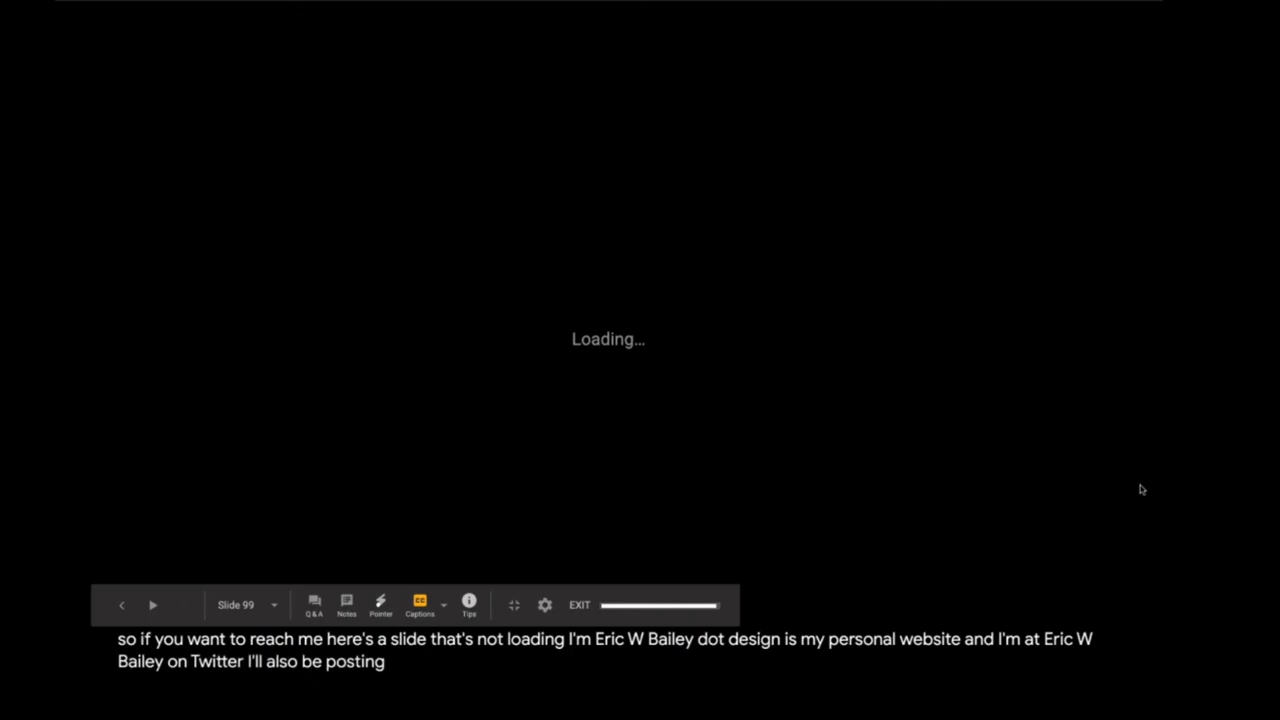 Loading...
Slide 99
Q & A
Notes
Pointer
CC
Captions
Tips
EXIT
so if you want to reach me here's a slide that's not loading I'm Eric W Bailey dot design is my personal website and I'm at Eric W
Bailey on Twitter I'll also be posting